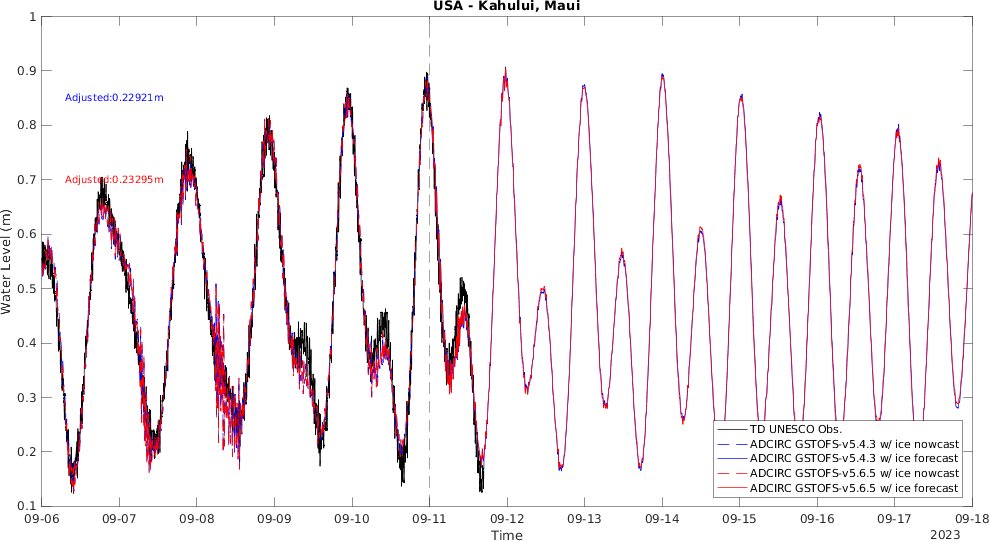 USA - Kahului, Maui
1
0.9
Adjusted:0.22921m
0.8
0.7
Adjusted:0.23295m
0.6
Water Level (m)
0.5
0.4
0.3
0.2
0.1
TD UNESCO Obs.
ADCIRC GSTOFS-v5.4.3 w/ ice nowcast
ADCIRC GSTOFS-v5.4.3 w/ ice forecast
ADCIRC GSTOFS-v5.6.5 w/ ice nowcast
ADCIRC GSTOFS-v5.6.5 w/ ice forecast
09-06 09-07 09-08 09-09 09-10 09-11 09-12 09-13 09-14 09-15 09-16 09-17 09-18
Time
2023